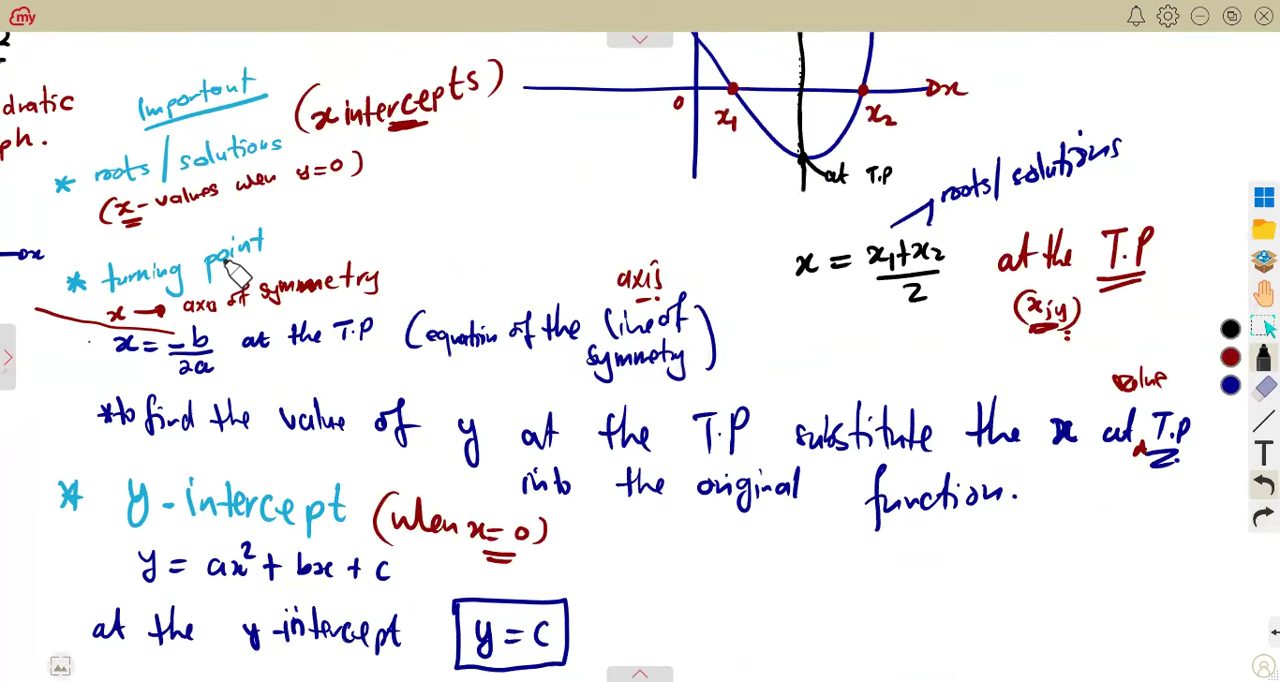 my
dratic
ph.
Important
* roots / solutions
(x intercepts)
(x - values when y=0)
0
x₁
x₂
x
at T.P
roots/solutions
x = x₁+x₂/2
at the T.P
(x;y)
x
* turning point
x → axis of symmetry
x = -b/2a at the T.P (equation of the line of symmetry)
axis
*to find the value of y at the T.P substitute the x at T.P
value
into the original function.
* y-intercept (when x=0)
y = ax² + bx + c
at the y-intercept y = c
T